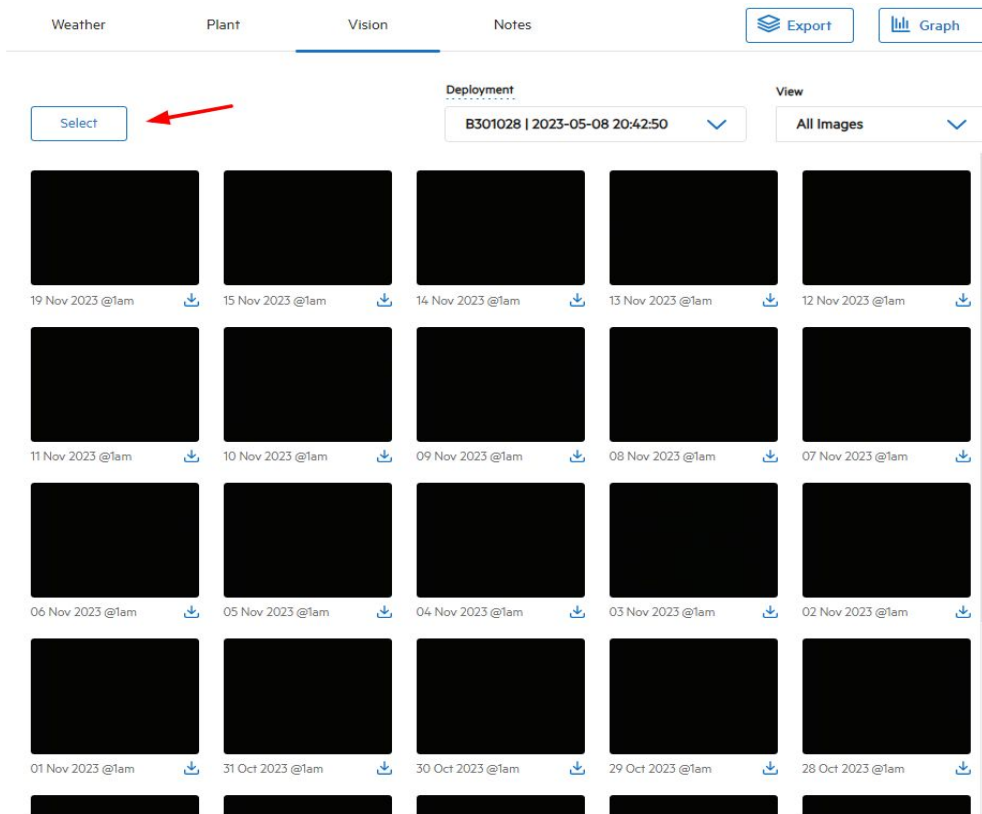 Weather Plant Vision Notes Export Graph
Deployment View
Select B301028 | 2023-05-08 20:42:50 All Images
19 Nov 2023 @1am 15 Nov 2023 @1am 14 Nov 2023 @1am 13 Nov 2023 @1am 12 Nov 2023 @1am
11 Nov 2023 @1am 10 Nov 2023 @1am 09 Nov 2023 @1am 08 Nov 2023 @1am 07 Nov 2023 @1am
06 Nov 2023 @1am 05 Nov 2023 @1am 04 Nov 2023 @1am 03 Nov 2023 @1am 02 Nov 2023 @1am
01 Nov 2023 @1am 31 Oct 2023 @1am 30 Oct 2023 @1am 29 Oct 2023 @1am 28 Oct 2023 @1am